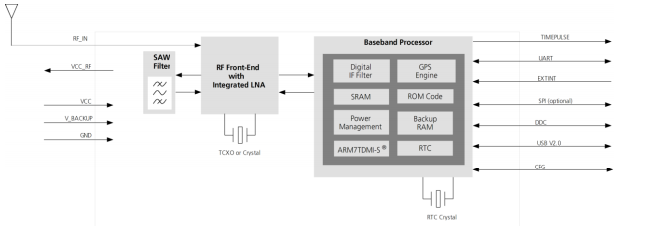 RF_IN
VCC_RF
VCC
V_BACKUP
GND
SAW
Filter
RF Front-End
with
Integrated LNA
TCXO or Crystal
Baseband Processor
Digital
IF Filter
GPS
Engine
SRAM
ROM Code
Power
Management
Backup
RAM
ARM7TDMI-S®
RTC
RTC Crystal
TIMEPULSE
UART
EXTINT
SPI (optional)
DDC
USB V2.0
CFG